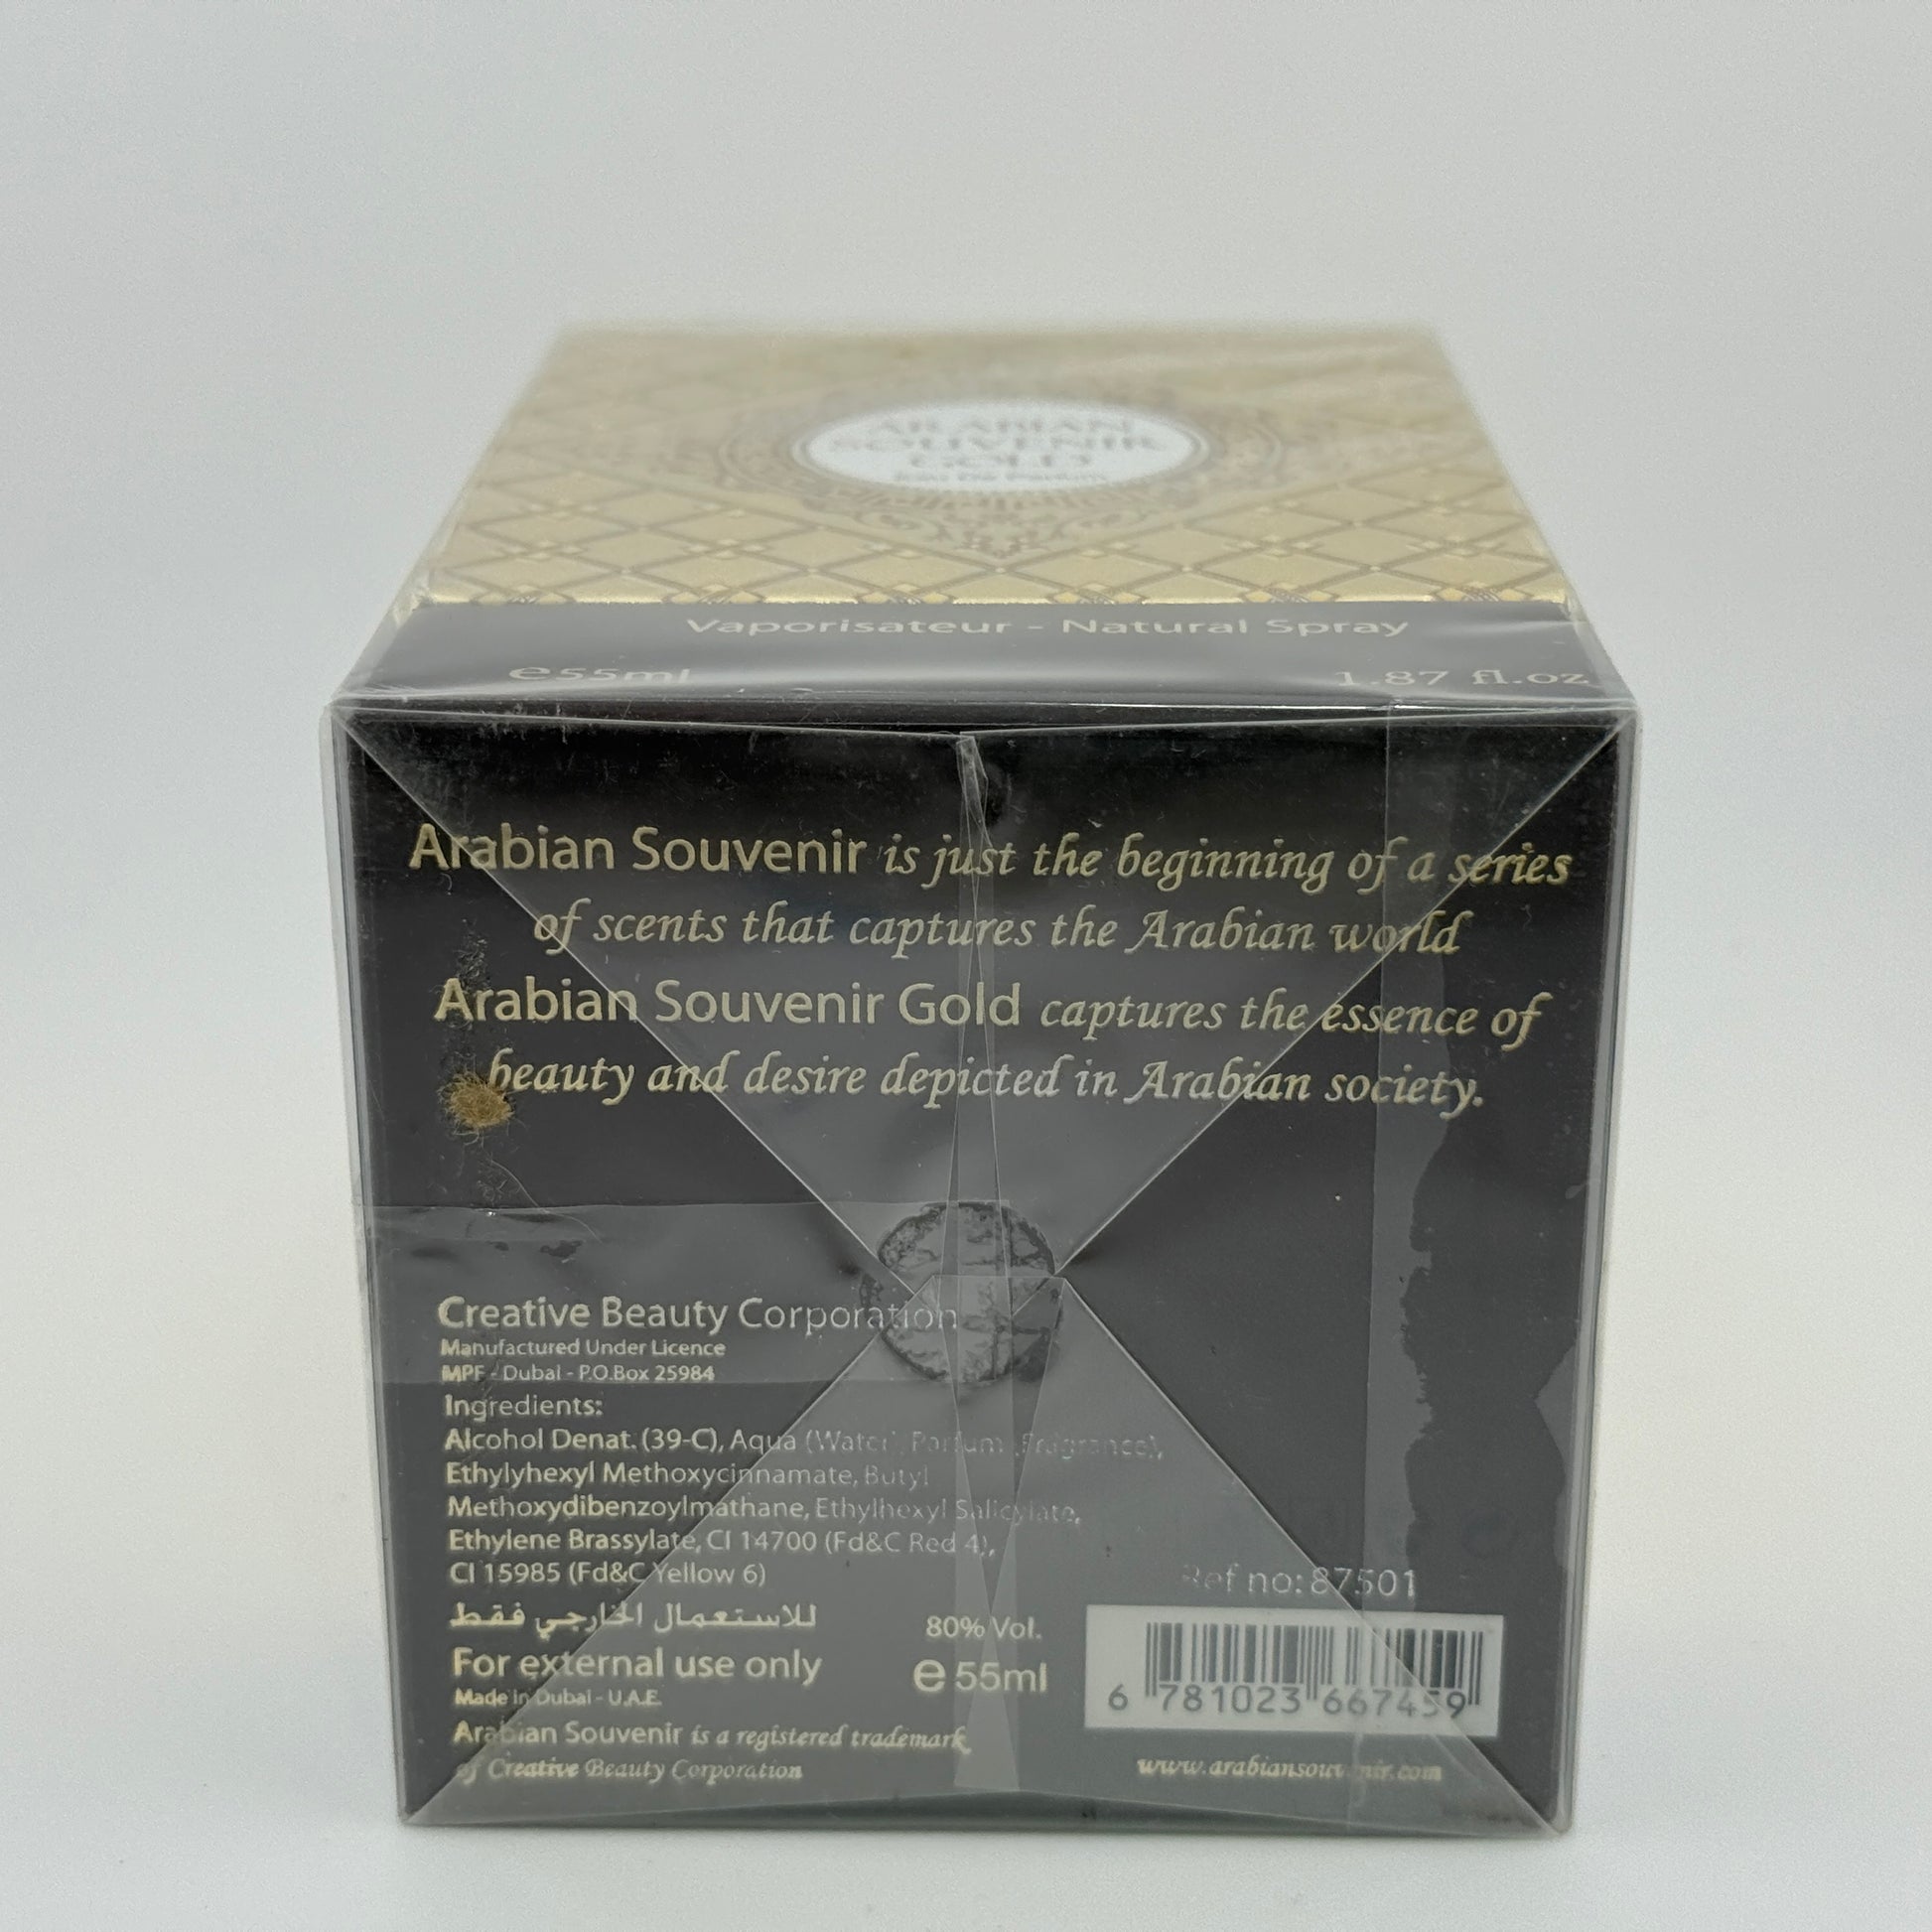 ARABIAN
SOUVENIR
GOLD
Eau De Parfum
Vaporisateur - Natural Spray
e55ml 1.87 fl.oz
Arabian Souvenir is just the beginning of a series
of scents that captures the Arabian world
Arabian Souvenir Gold captures the essence of
beauty and desire depicted in Arabian society.
Creative Beauty Corporation
Manufactured Under Licence
MPF - Dubai - P.O.Box 25984
Ingredients:
Alcohol Denat. (39-C), Aqua (Water), Parfum (Fragrance),
Ethylyhexyl Methoxycinnamate, Butyl
Methoxydibenzoylmathane, Ethylhexyl Salicylate,
Ethylene Brassylate, CI 14700 (Fd&C Red 4),
CI 15985 (Fd&C Yellow 6)
للاستعمال الخارجي فقط
For external use only
Made in Dubai - U.A.E.
Arabian Souvenir is a registered trademark
of Creative Beauty Corporation
80% Vol.
e 55ml
Ref no: 87501
6 781023 667459
www.arabiansouvenir.com